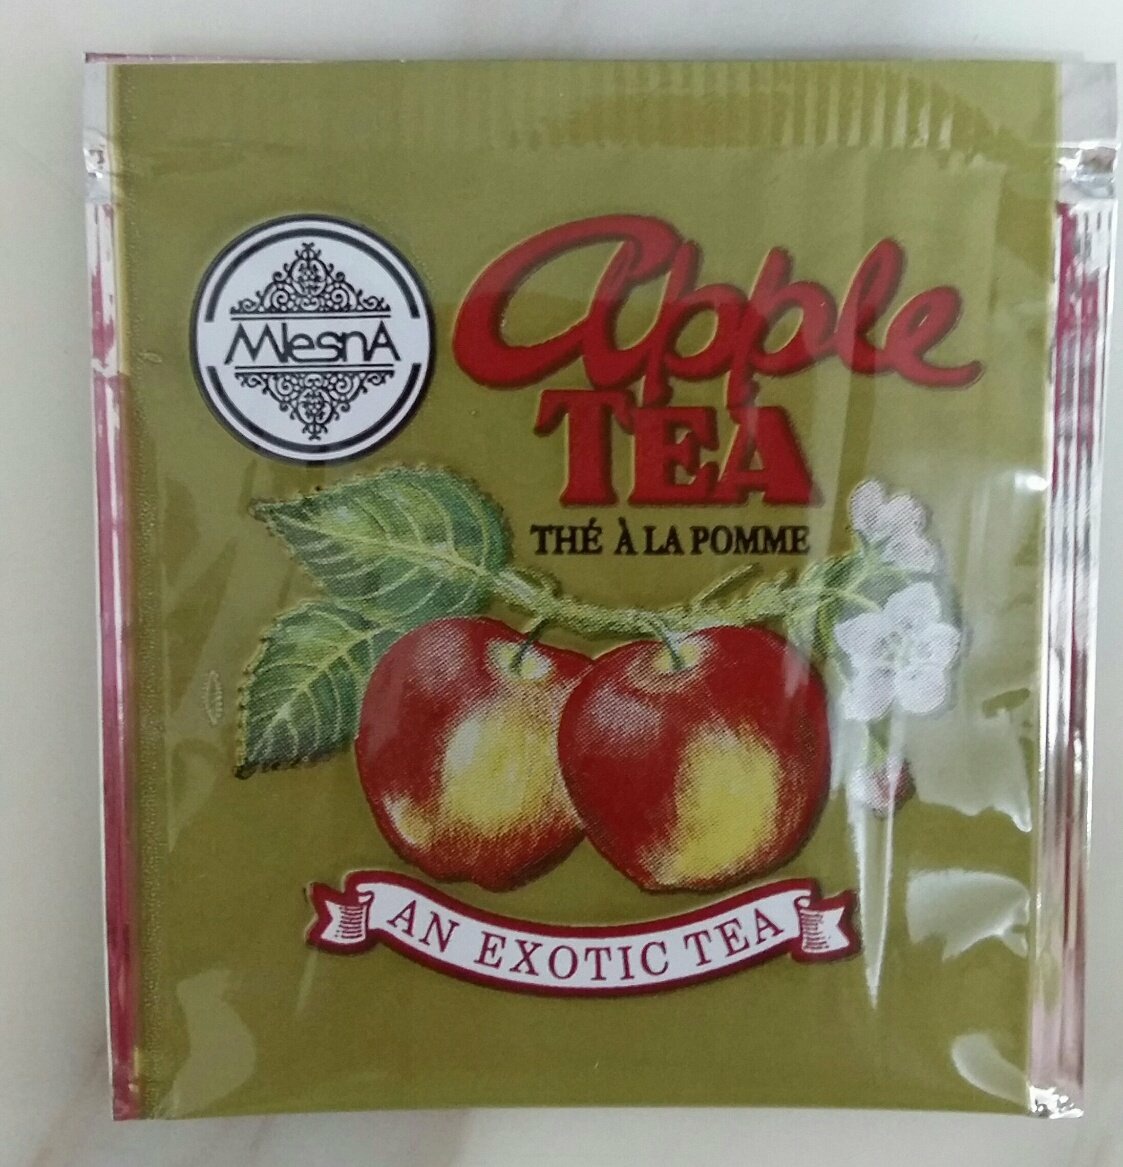 MlesnA
Apple
TEA
THÉ À LA POMME
AN EXOTIC TEA